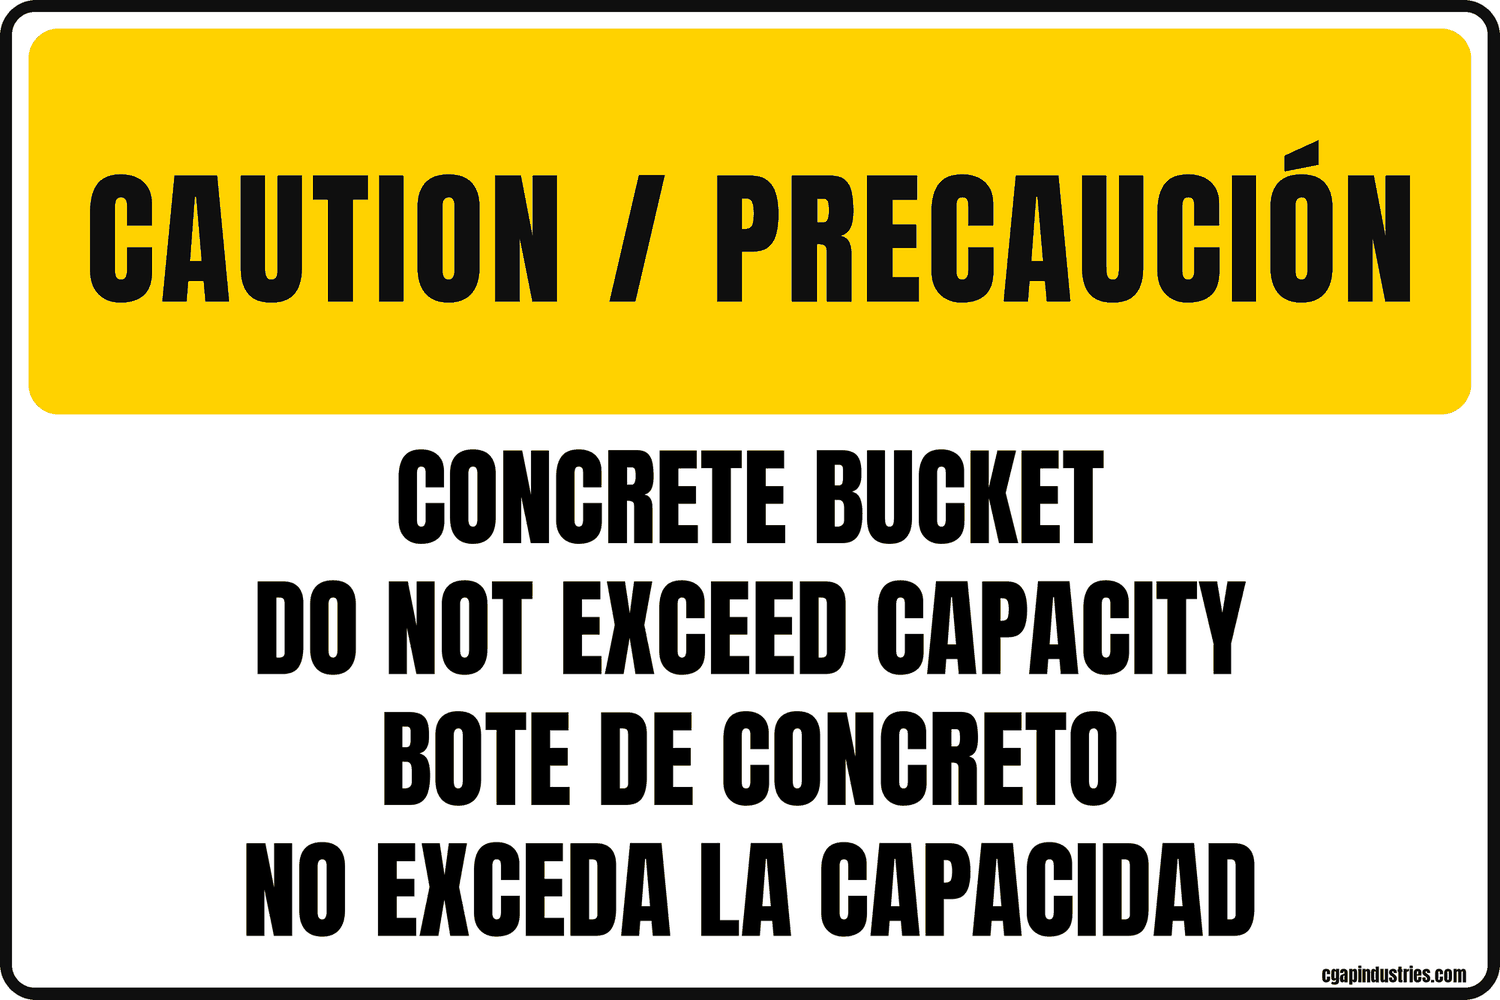 CAUTION / PRECAUCIÓN
CONCRETE BUCKET
DO NOT EXCEED CAPACITY
BOTE DE CONCRETO
NO EXCEDA LA CAPACIDAD
cgapindustries.com